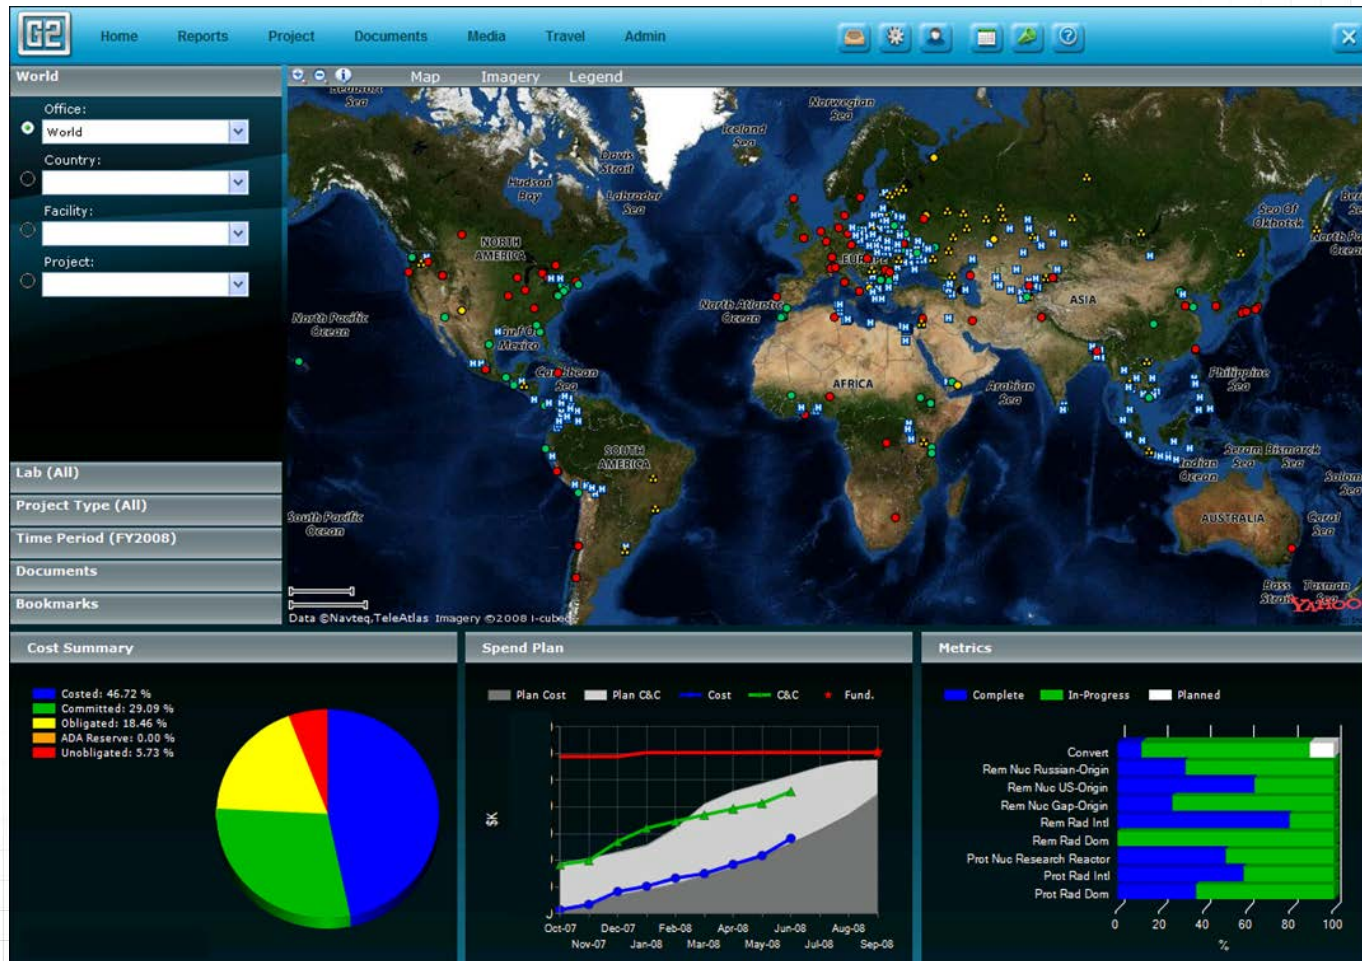 G2 Home Reports Project Documents Media Travel Admin
World
Map Imagery Legend
Office:
World
Country:
Facility:
Project:
Lab (All)
Project Type (All)
Time Period (FY2008)
Documents
Bookmarks
Beaufort
Sea
Norwegian
Sea
Iceland
Sea
Davis
Strait
Hudson
Bay
Labrador
Sea
Sea Of
Okhotsk
NORTH
AMERICA
EUROPE
ASIA
North Pacific
Ocean
North Atlantic
Ocean
Gulf Of
Mexico
Caribbean
Sea
AFRICA
Arabian
Sea
Philippine
Sea
SOUTH
AMERICA
Indian
Ocean
Seram
Sea
Bismarck
Sea
South Pacific
Ocean
AUSTRALIA
Coral
Sea
Bass
Strait
Tasman
Sea
YAHOO
Data ©Navteq,TeleAtlas Imagery ©2008 i-cubed
Cost Summary
Costed: 46.72 %
Committed: 29.09 %
Obligated: 18.46 %
ADA Reserve: 0.00 %
Unobligated: 5.73 %
Spend Plan
Plan Cost Plan C&C Cost C&C Fund.
$K
Oct-07 Dec-07 Feb-08 Apr-08 Jun-08 Aug-08
Nov-07 Jan-08 Mar-08 May-08 Jul-08 Sep-08
Metrics
Complete In-Progress Planned
Convert
Rem Nuc Russian-Origin
Rem Nuc US-Origin
Rem Nuc Gap-Origin
Rem Rad Intl
Rem Rad Dom
Prot Nuc Research Reactor
Prot Rad Intl
Prot Rad Dom
0 20 40 60 80 100
%